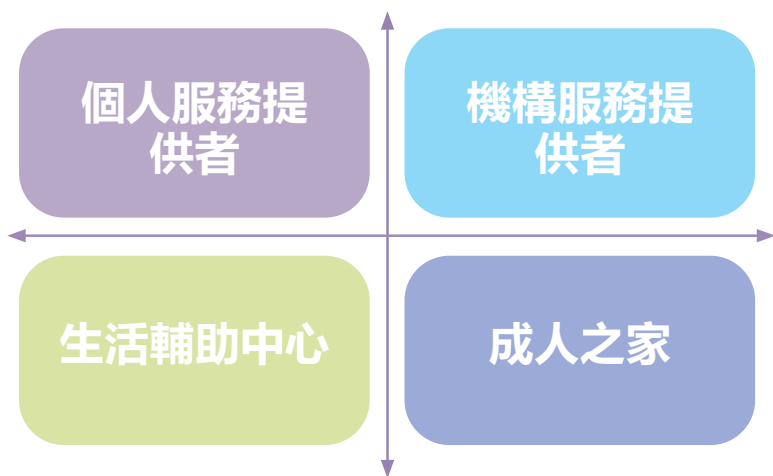 個人服務提
供者
機構服務提
供者
生活輔助中心
成人之家